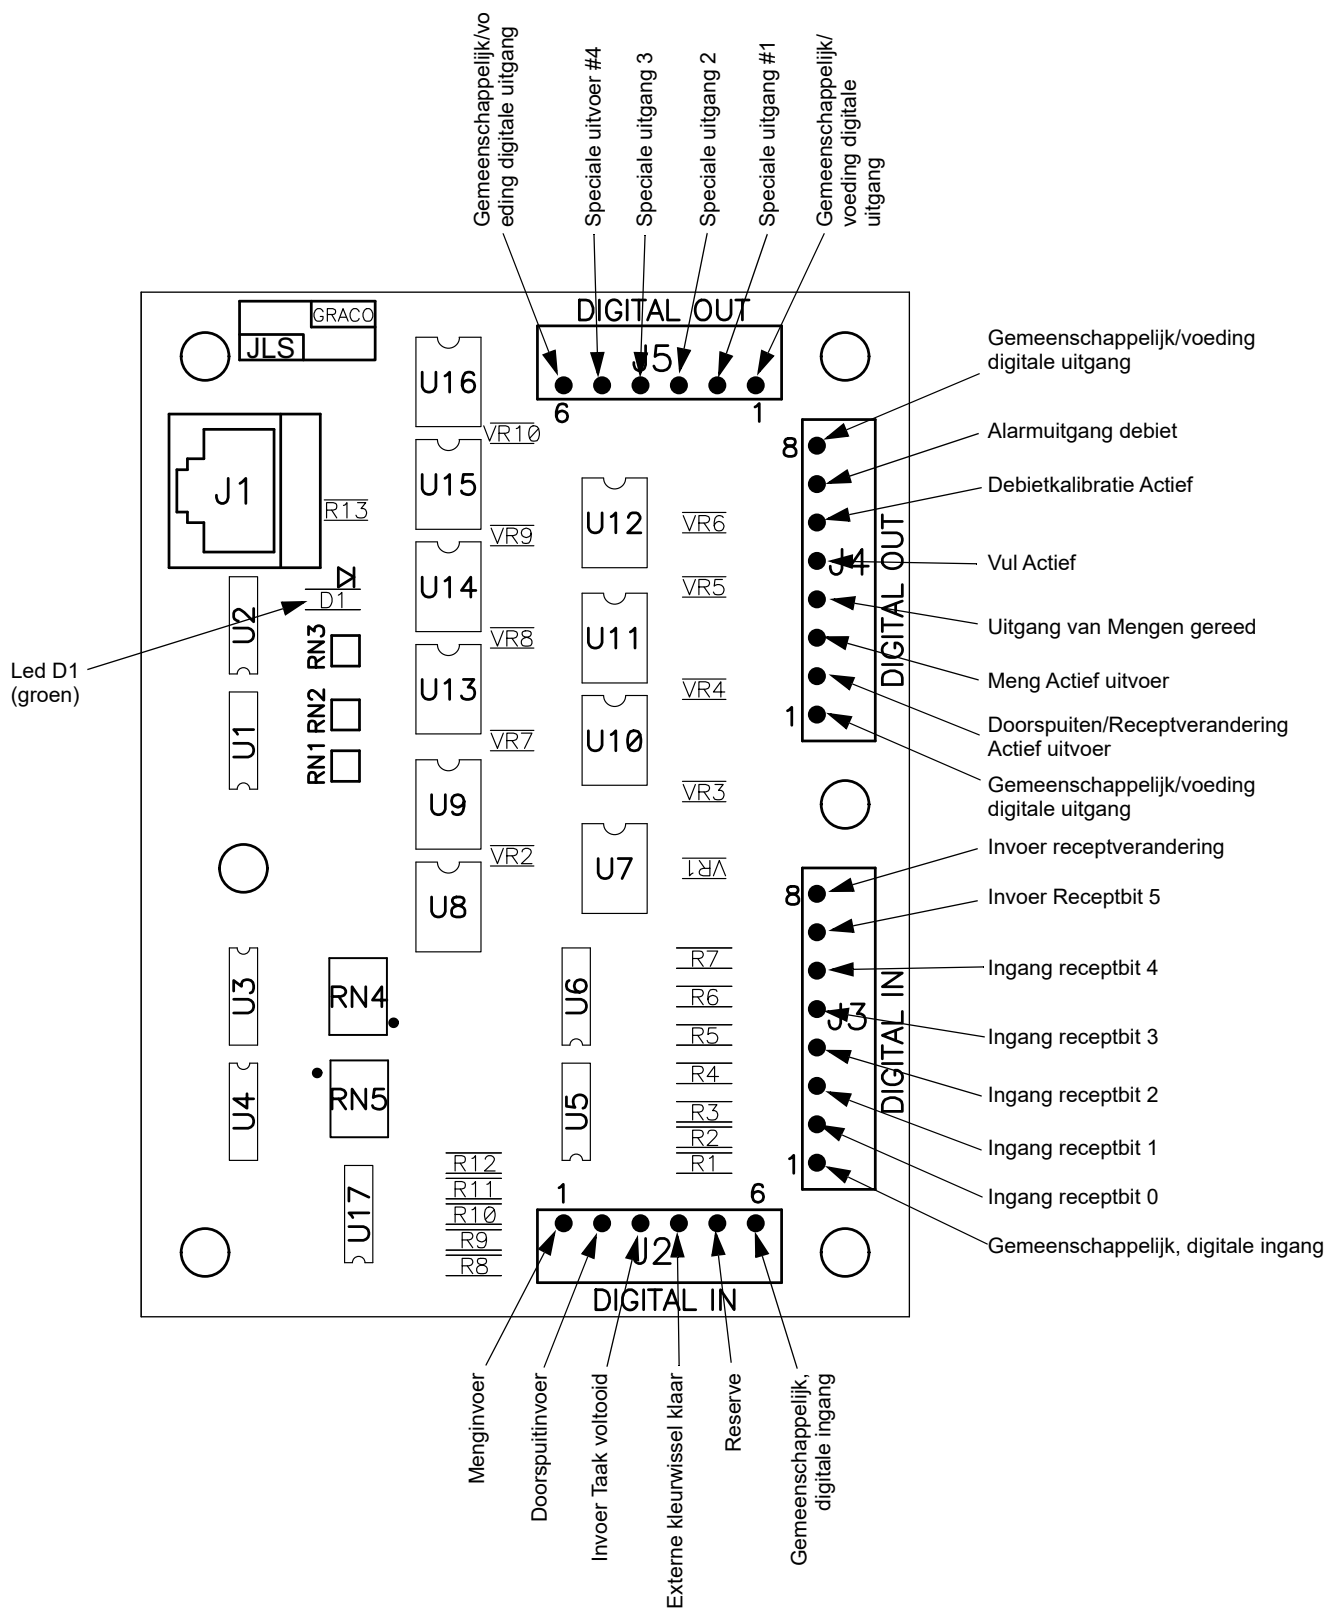 Gemeenschappelijk/vo
eding digitale uitgang
Speciale uitvoer #4
Speciale uitgang 3
Speciale uitgang 2
Speciale uitgang #1
Gemeenschappelijk/
voeding digitale
uitgang
GRACO
JLS
DIGITAL OUT
J5
6
1
U16
VR10
U15
VR9
U14
VR8
U13
VR7
U9
VR2
U8
J1
R13
D1
U2
RN3
RN2
U1
RN1
Led D1
(groen)
U12
VR6
VR5
U11
VR4
U10
VR3
U7
VR1
8
J4
DIGITAL OUT
1
Gemeenschappelijk/voeding
digitale uitgang
Alarmuitgang debiet
Debietkalibratie Actief
Vul Actief
Uitgang van Mengen gereed
Meng Actief uitvoer
Doorspuiten/Receptverandering
Actief uitvoer
Gemeenschappelijk/voeding
digitale uitgang
8
J3
DIGITAL IN
1
Invoer receptverandering
Invoer Receptbit 5
Ingang receptbit 4
Ingang receptbit 3
Ingang receptbit 2
Ingang receptbit 1
Ingang receptbit 0
Gemeenschappelijk, digitale ingang
U3
RN4
U4
RN5
U17
U6
U5
R7
R6
R5
R4
R3
R2
R1
R12
R11
R10
R9
R8
1
6
J2
DIGITAL IN
Menginvoer
Doorspuitinvoer
Invoer Taak voltooid
Externe kleurwissel klaar
Reserve
Gemeenschappelijk,
digitale ingang